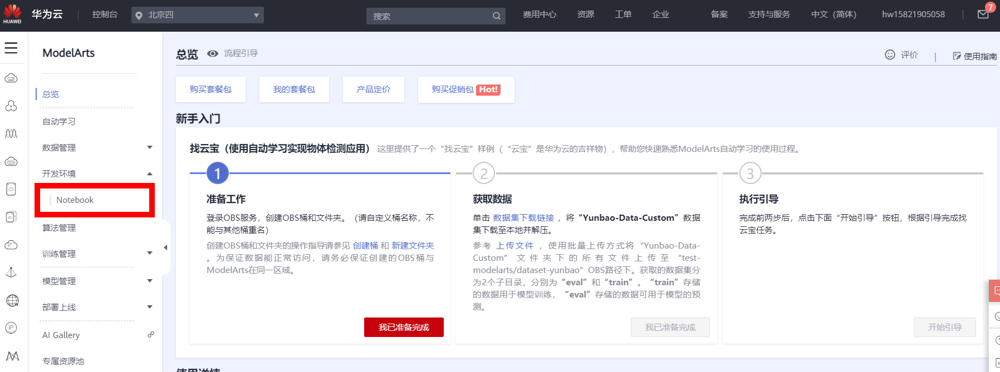 HUAWEI
华为云
控制台
北京四
搜索
费用中心
资源
工单
企业
备案
支持与服务
中文（简体）
hw15821905058
7
ModelArts
总览
自动学习
数据管理
开发环境
Notebook
算法管理
训练管理
模型管理
部署上线
AI Gallery
专属资源池
IP
总览
流程引导
评价
使用指南
购买套餐包
我的套餐包
产品定价
购买促销包 Hot!
新手入门
找云宝（使用自动学习实现物体检测应用） 这里提供了一个“找云宝”样例（“云宝”是华为云的吉祥物），帮助您快速熟悉ModelArts自动学习的使用过程。
1
准备工作
登录OBS服务，创建OBS桶和文件夹。（请自定义桶名称，不
能与其他桶重名）
创建OBS桶和文件夹的操作指导请参见 创建桶 和 新建文件夹
。为保证数据能正常访问，请务必保证创建的OBS桶与
ModelArts在同一区域。
我已准备完成
2
获取数据
单击 数据集下载链接 ，将“Yunbao-Data-Custom”数据
集下载至本地并解压。
参考 上传文件 ，使用批量上传方式将“Yunbao-Data-
Custom”文件夹下的所有文件上传至“test-
modelarts/dataset-yunbao”OBS路径下。获取的数据集分
为2个子目录，分别为“eval”和“train”。“train”存储
的数据用于模型训练，“eval”存储的数据可用于模型的预
测。
我已准备完成
3
执行引导
完成前两步后，点击下面“开始引导”按钮，根据引导完成找
云宝任务。
开始引导
使用详情